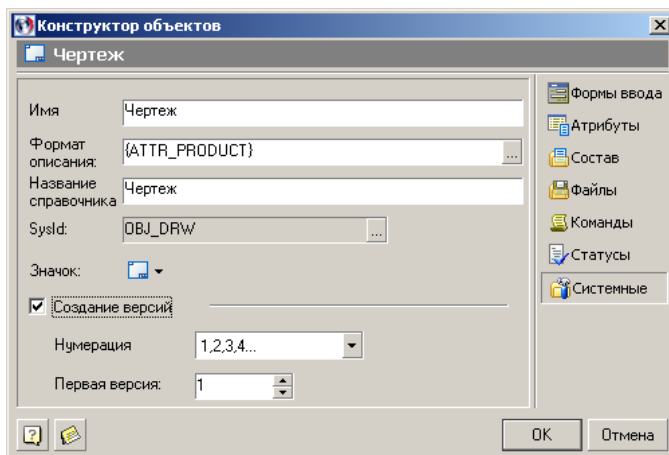 Конструктор объектов
Чертеж
Имя
Чертеж
Формат
описания:
{ATTR_PRODUCT}
...
Название
справочника
Чертеж
SysId:
OBJ_DRW
...
Значок:
Создание версий
Нумерация
1,2,3,4...
Первая версия:
1
Формы ввода
Атрибуты
Состав
Файлы
Команды
Статусы
Системные
OK
Отмена